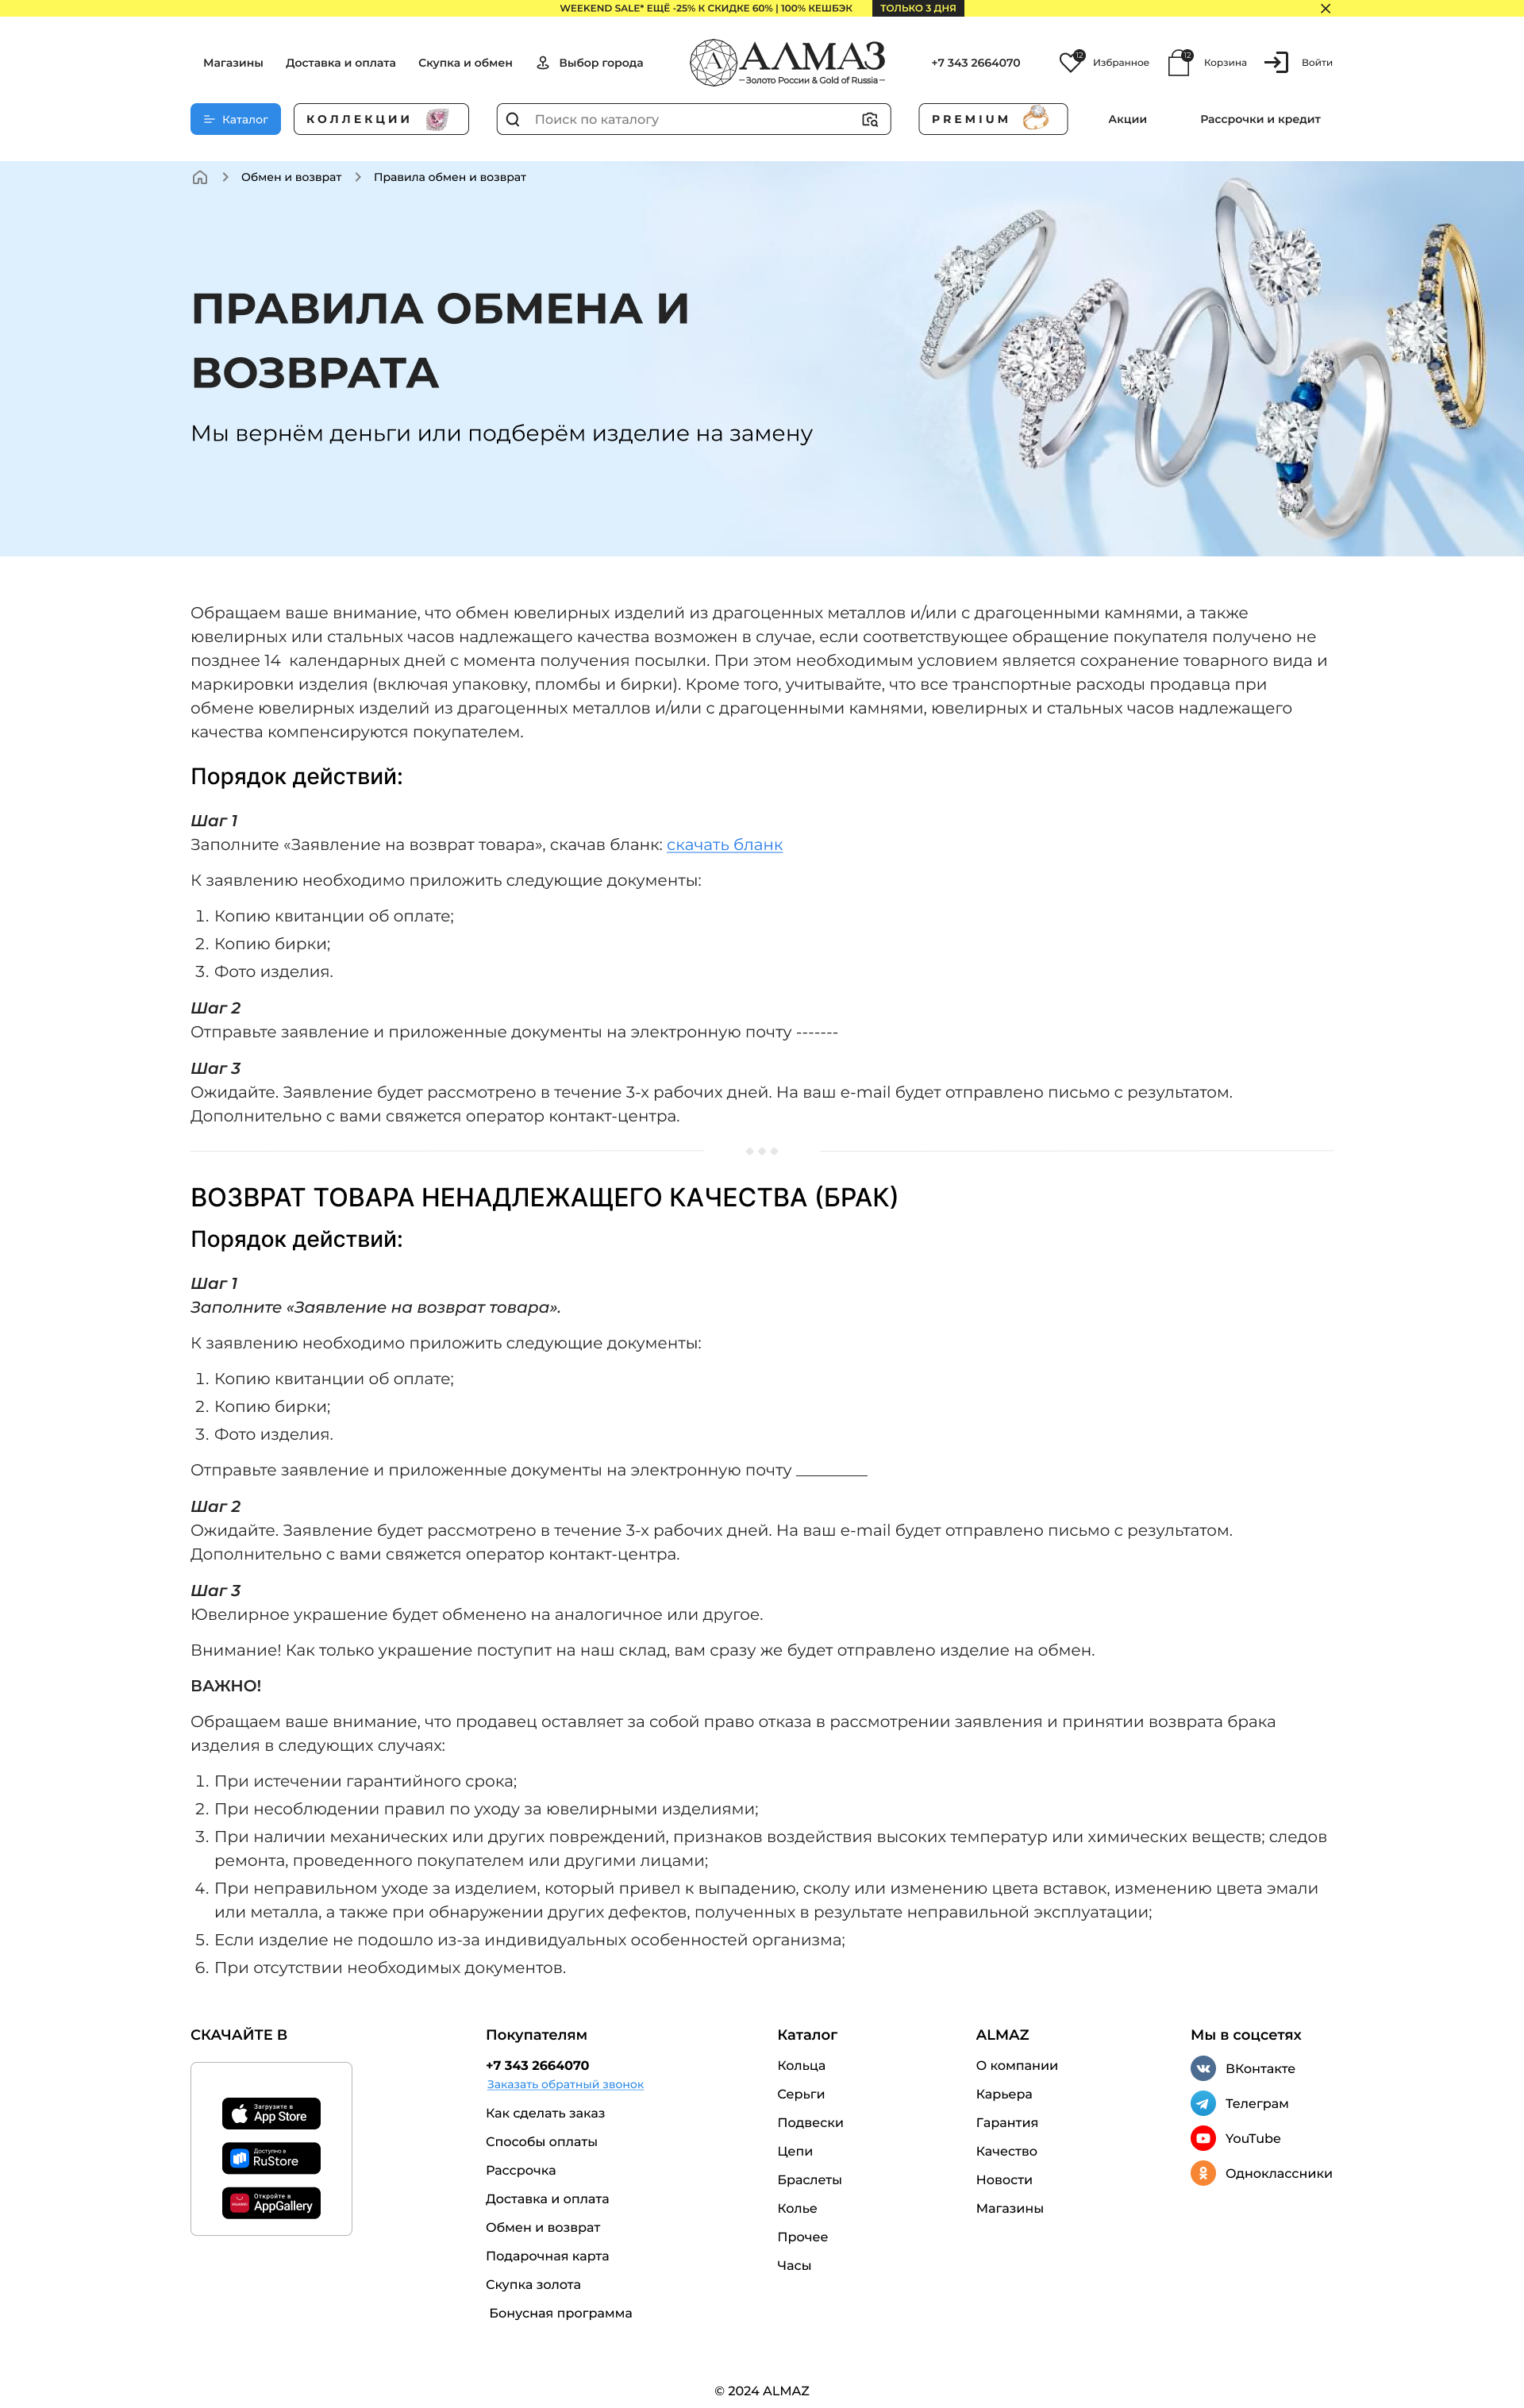 WEEKEND SALE* ЕЩЁ -25% К СКИДКЕ 60% | 100% КЕШБЭК ТОЛЬКО 3 ДНЯ
Магазины Доставка и оплата Скупка и обмен Выбор города
АЛМАЗ
Золото России & Gold of Russia
+7 343 2664070
12 Избранное 12 Корзина Войти
Каталог КОЛЛЕКЦИИ Поиск по каталогу PREMIUM Акции Рассрочки и кредит
Обмен и возврат Правила обмен и возврат
ПРАВИЛА ОБМЕНА И
ВОЗВРАТА
Мы вернём деньги или подберём изделие на замену
Обращаем ваше внимание, что обмен ювелирных изделий из драгоценных металлов и/или с драгоценными камнями, а также
ювелирных или стальных часов надлежащего качества возможен в случае, если соответствующее обращение покупателя получено не
позднее 14 календарных дней с момента получения посылки. При этом необходимым условием является сохранение товарного вида и
маркировки изделия (включая упаковку, пломбы и бирки). Кроме того, учитывайте, что все транспортные расходы продавца при
обмене ювелирных изделий из драгоценных металлов и/или с драгоценными камнями, ювелирных и стальных часов надлежащего
качества компенсируются покупателем.
Порядок действий:
Шаг 1
Заполните «Заявление на возврат товара», скачав бланк: скачать бланк
К заявлению необходимо приложить следующие документы:
1. Копию квитанции об оплате;
2. Копию бирки;
3. Фото изделия.
Шаг 2
Отправьте заявление и приложенные документы на электронную почту -------
Шаг 3
Ожидайте. Заявление будет рассмотрено в течение 3-х рабочих дней. На ваш e-mail будет отправлено письмо с результатом.
Дополнительно с вами свяжется оператор контакт-центра.
ВОЗВРАТ ТОВАРА НЕНАДЛЕЖАЩЕГО КАЧЕСТВА (БРАК)
Порядок действий:
Шаг 1
Заполните «Заявление на возврат товара».
К заявлению необходимо приложить следующие документы:
1. Копию квитанции об оплате;
2. Копию бирки;
3. Фото изделия.
Отправьте заявление и приложенные документы на электронную почту _________
Шаг 2
Ожидайте. Заявление будет рассмотрено в течение 3-х рабочих дней. На ваш e-mail будет отправлено письмо с результатом.
Дополнительно с вами свяжется оператор контакт-центра.
Шаг 3
Ювелирное украшение будет обменено на аналогичное или другое.
Внимание! Как только украшение поступит на наш склад, вам сразу же будет отправлено изделие на обмен.
ВАЖНО!
Обращаем ваше внимание, что продавец оставляет за собой право отказа в рассмотрении заявления и принятии возврата брака
изделия в следующих случаях:
1. При истечении гарантийного срока;
2. При несоблюдении правил по уходу за ювелирными изделиями;
3. При наличии механических или других повреждений, признаков воздействия высоких температур или химических веществ; следов
ремонта, проведенного покупателем или другими лицами;
4. При неправильном уходе за изделием, который привел к выпадению, сколу или изменению цвета вставок, изменению цвета эмали
или металла, а также при обнаружении других дефектов, полученных в результате неправильной эксплуатации;
5. Если изделие не подошло из-за индивидуальных особенностей организма;
6. При отсутствии необходимых документов.
СКАЧАЙТЕ В
Загрузите в
App Store
Доступно в
RuStore
HUAWEI
Откройте в
AppGallery
Покупателям
+7 343 2664070
Заказать обратный звонок
Как сделать заказ
Способы оплаты
Рассрочка
Доставка и оплата
Обмен и возврат
Подарочная карта
Скупка золота
Бонусная программа
Каталог
Кольца
Серьги
Подвески
Цепи
Браслеты
Колье
Прочее
Часы
ALMAZ
О компании
Карьера
Гарантия
Качество
Новости
Магазины
Мы в соцсетях
ВКонтакте
Телеграм
YouTube
Одноклассники
© 2024 ALMAZ